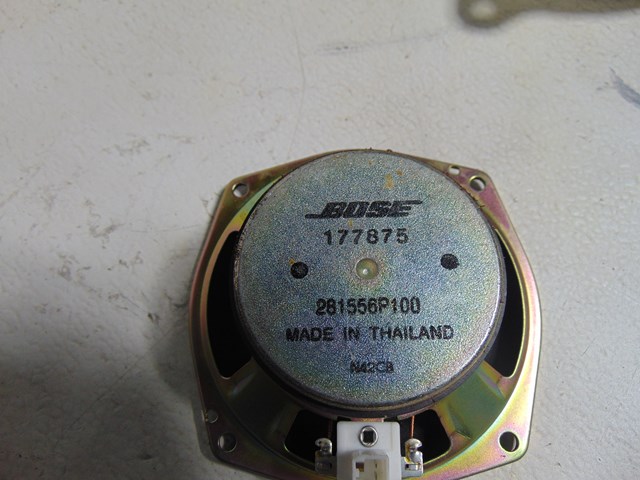 BOSE
177875
281556P100
MADE IN THAILAND
N42CB